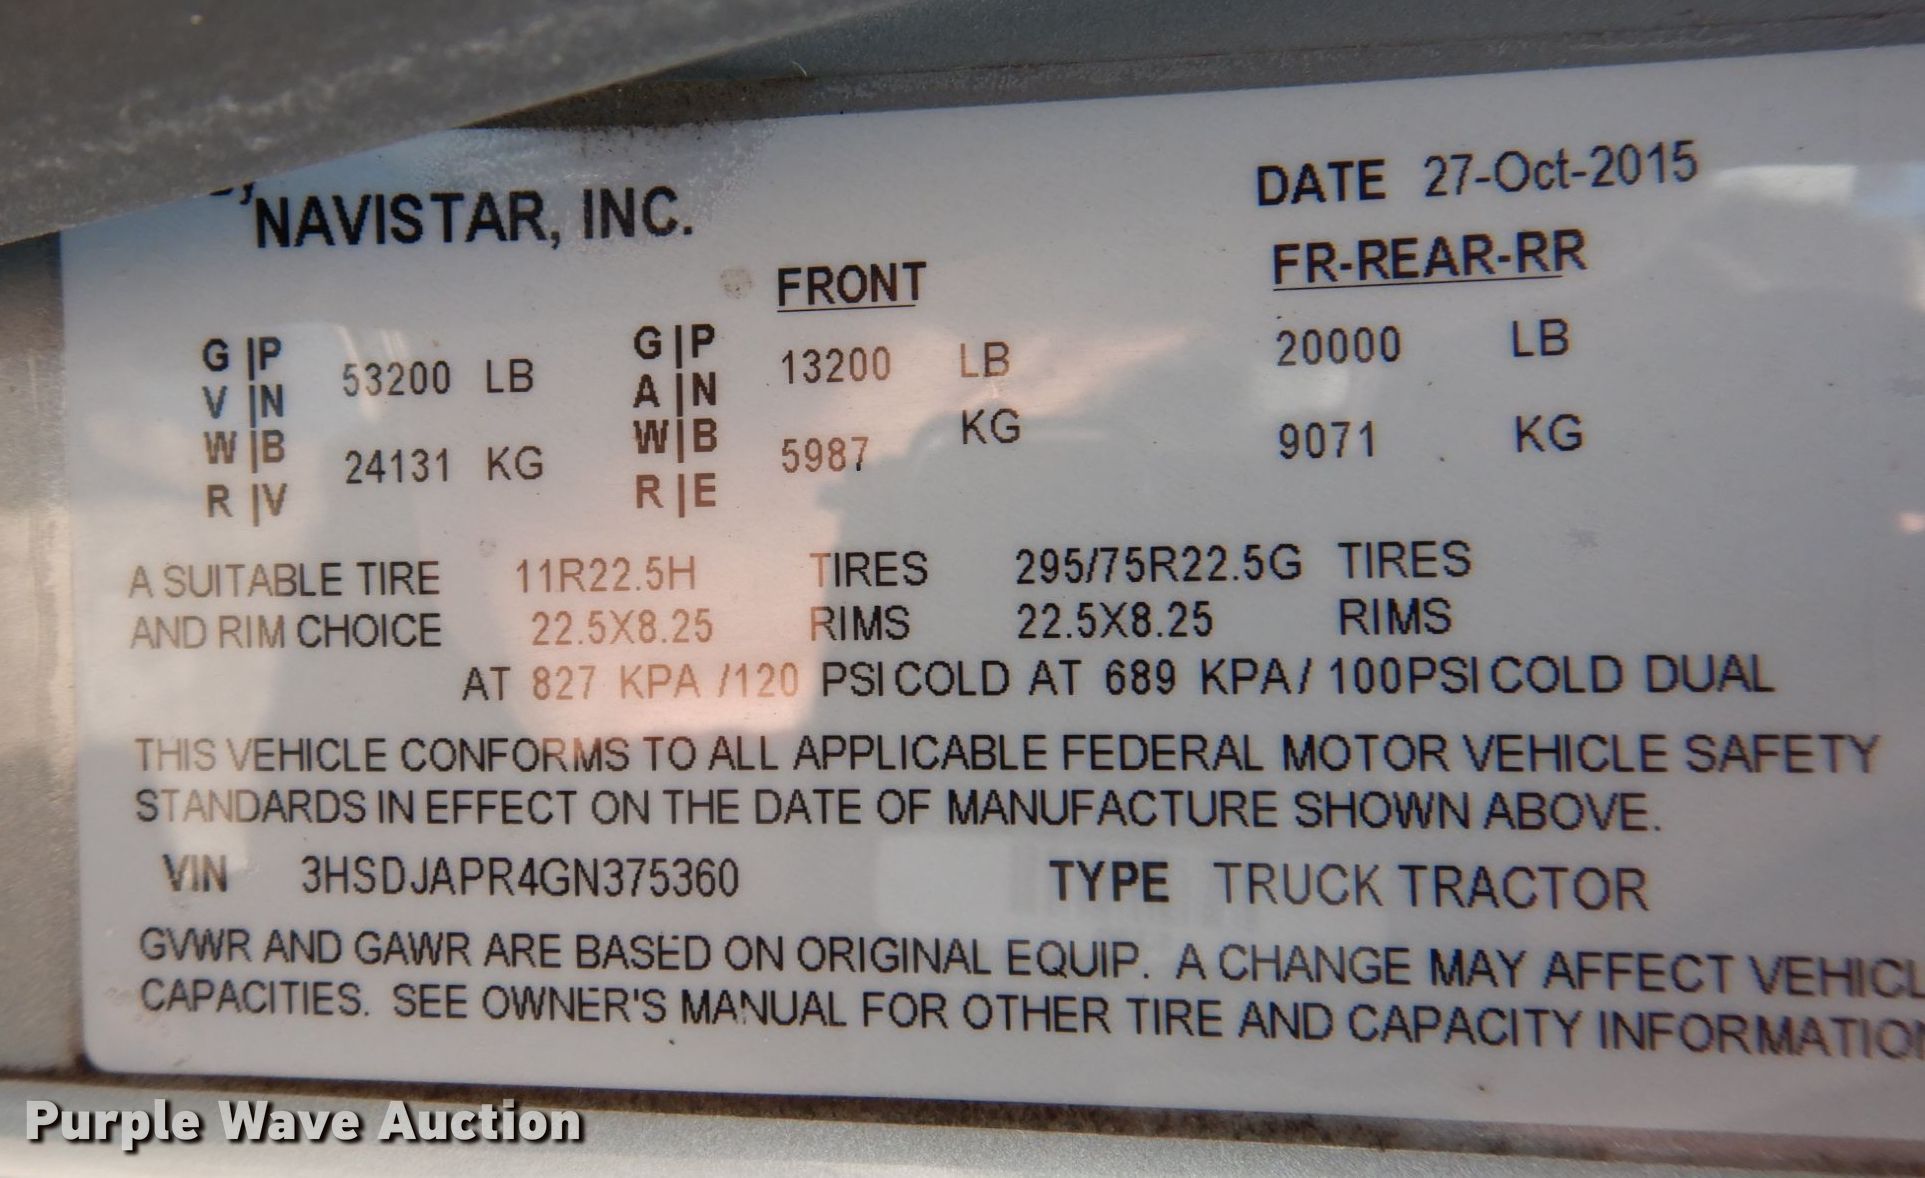 NAVISTAR, INC.
DATE 27-Oct-2015
FRONT
FR-REAR-RR
G|P
V|N
W|B
R|V
53200 LB
24131 KG
G|P
A|N
W|B
R|E
13200 LB
5987 KG
20000 LB
9071 KG
A SUITABLE TIRE 11R22.5H TIRES 295/75R22.5G TIRES
AND RIM CHOICE 22.5X8.25 RIMS 22.5X8.25 RIMS
AT 827 KPA /120 PSI COLD AT 689 KPA/ 100PSI COLD DUAL
THIS VEHICLE CONFORMS TO ALL APPLICABLE FEDERAL MOTOR VEHICLE SAFETY
STANDARDS IN EFFECT ON THE DATE OF MANUFACTURE SHOWN ABOVE.
VIN 3HSDJAPR4GN375360 TYPE TRUCK TRACTOR
GVWR AND GAWR ARE BASED ON ORIGINAL EQUIP. A CHANGE MAY AFFECT VEHICL
CAPACITIES. SEE OWNER'S MANUAL FOR OTHER TIRE AND CAPACITY INFORMATIO
Purple Wave Auction